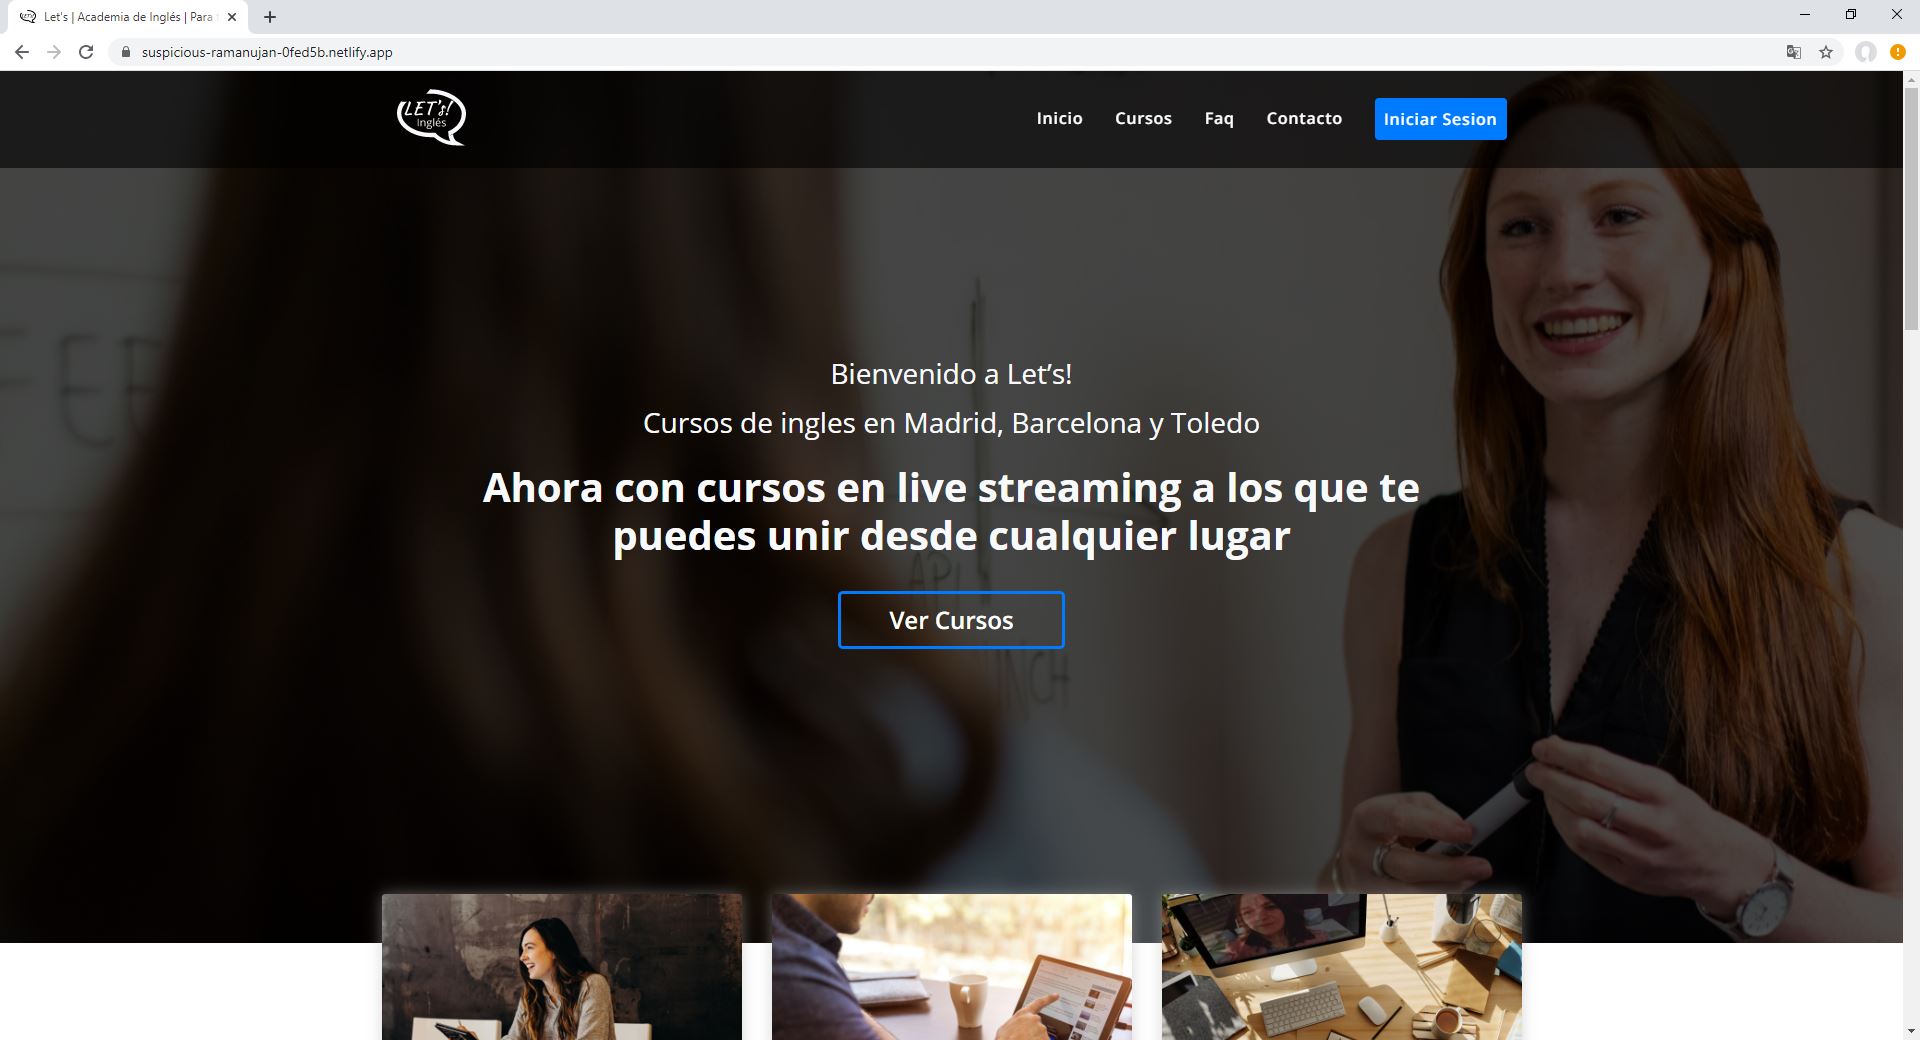 Let's | Academia de Inglés | Para
suspicious-ramanujan-0fed5b.netlify.app
LET's!
Inglés
Inicio
Cursos
Faq
Contacto
Iniciar Sesion
Bienvenido a Let’s!
Cursos de ingles en Madrid, Barcelona y Toledo
Ahora con cursos en live streaming a los que te
puedes unir desde cualquier lugar
Ver Cursos